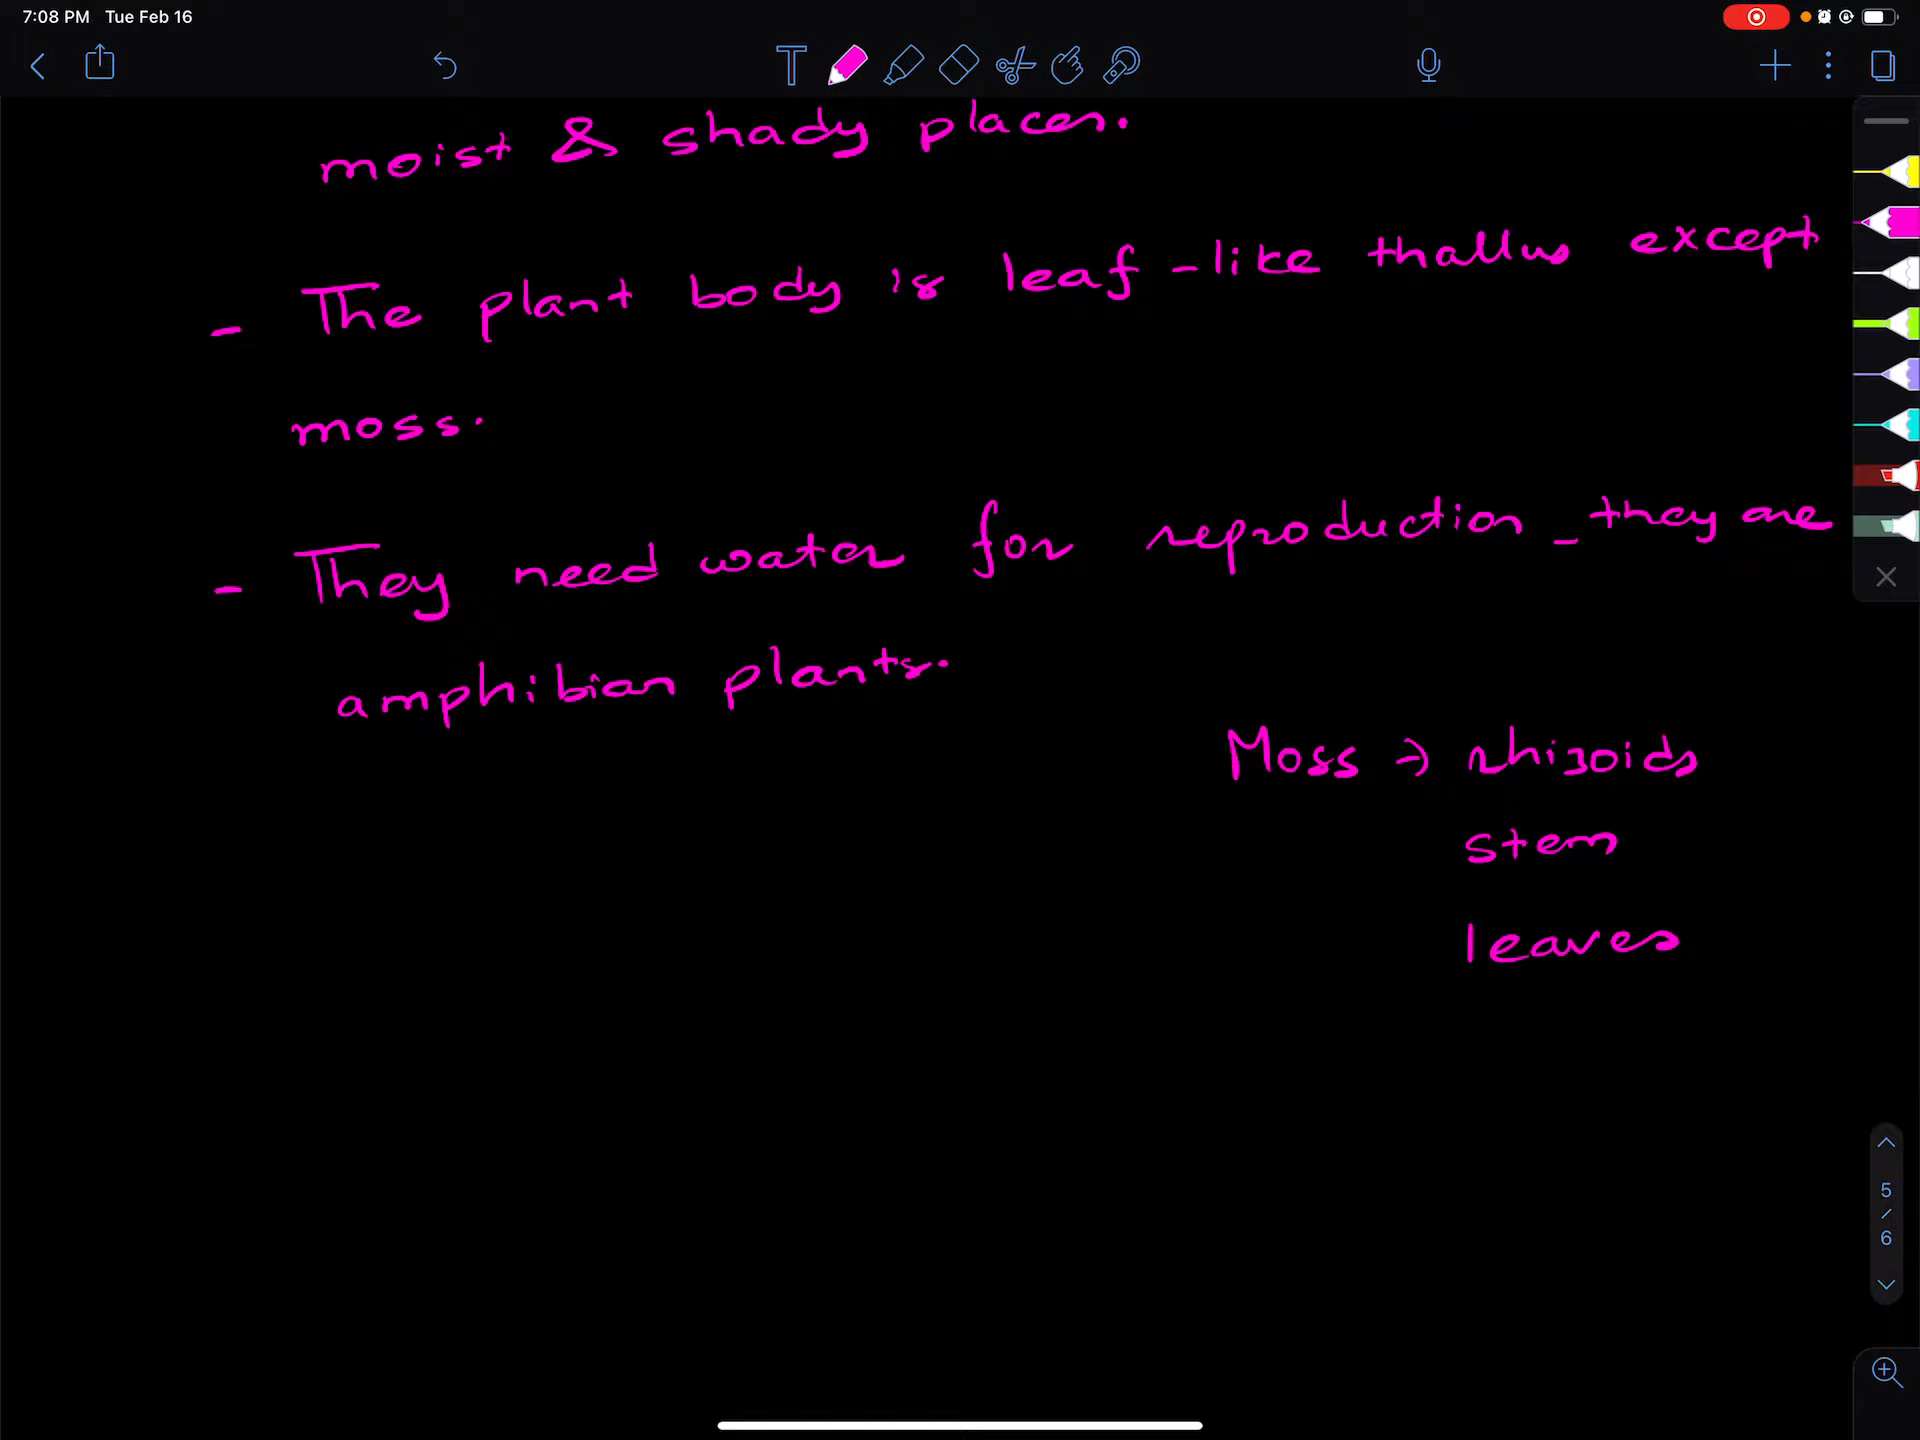 7:08 PM Tue Feb 16
moist & shady places.
- The plant body is leaf-like thallus except
moss.
- They need water for reproduction - they are
amphibian plants.
Moss → rhizoids
stem
leaves
5
/
6